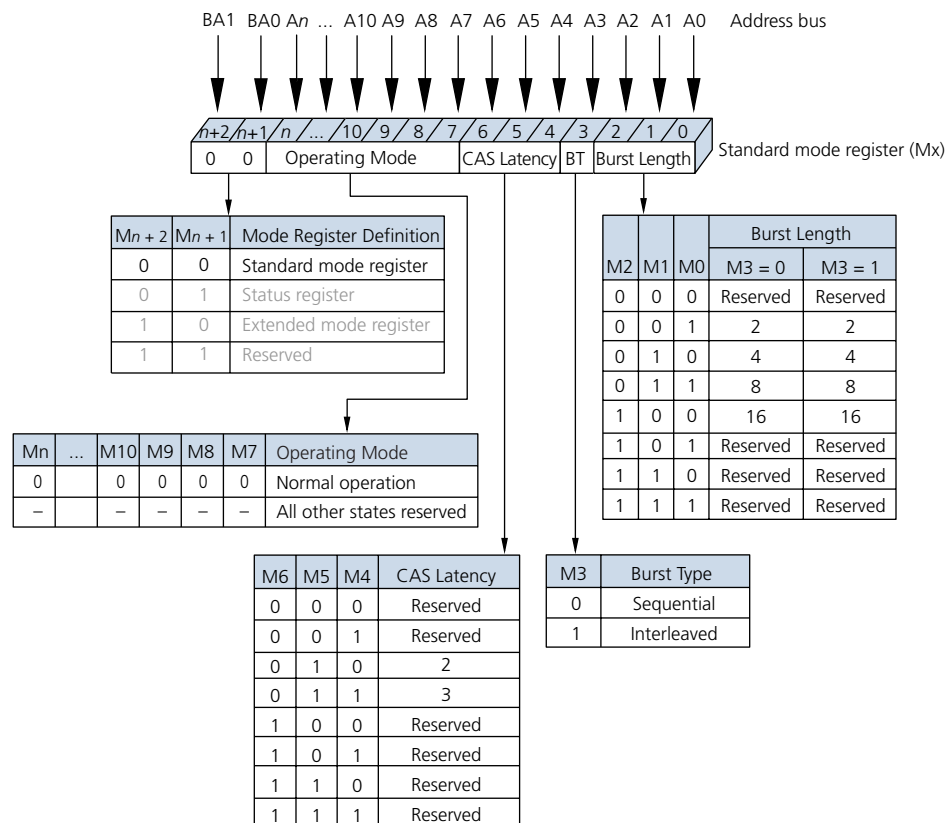 BA1 BA0 An ... A10 A9 A8 A7 A6 A5 A4 A3 A2 A1 A0 Address bus
n+2 n+1 n ... 10 9 8 7 6 5 4 3 2 1 0
0 0 Operating Mode CAS Latency BT Burst Length
Standard mode register (Mx)
Mn + 2 Mn + 1 Mode Register Definition
0 0 Standard mode register
0 1 Status register
1 0 Extended mode register
1 1 Reserved
Burst Length
M2 M1 M0 M3 = 0 M3 = 1
0 0 0 Reserved Reserved
0 0 1 2 2
0 1 0 4 4
0 1 1 8 8
1 0 0 16 16
1 0 1 Reserved Reserved
1 1 0 Reserved Reserved
1 1 1 Reserved Reserved
Mn ... M10 M9 M8 M7 Operating Mode
0 0 0 0 0 Normal operation
– – – – – All other states reserved
M6 M5 M4 CAS Latency
0 0 0 Reserved
0 0 1 Reserved
0 1 0 2
0 1 1 3
1 0 0 Reserved
1 0 1 Reserved
1 1 0 Reserved
1 1 1 Reserved
M3 Burst Type
0 Sequential
1 Interleaved